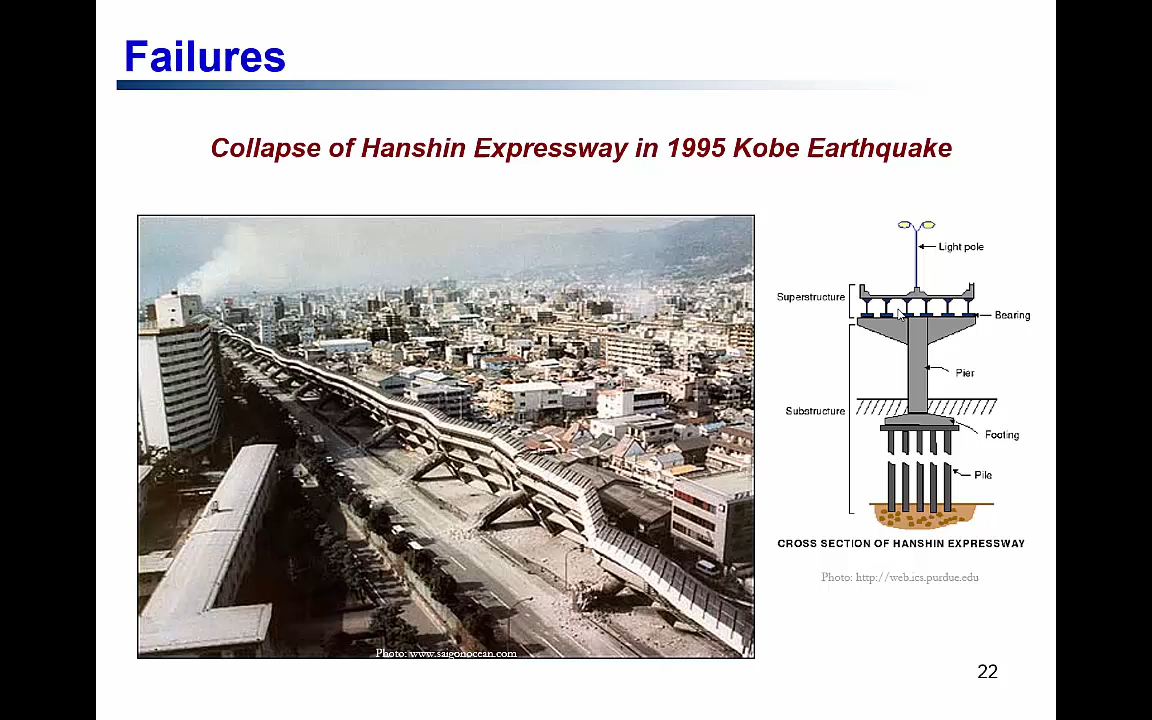 Failures
Collapse of Hanshin Expressway in 1995 Kobe Earthquake
Light pole
Superstructure
Bearing
Pier
Substructure
Footing
Pile
CROSS SECTION OF HANSHIN EXPRESSWAY
Photo: http://web.ics.purdue.edu
Photo: www.saigonocean.com
22